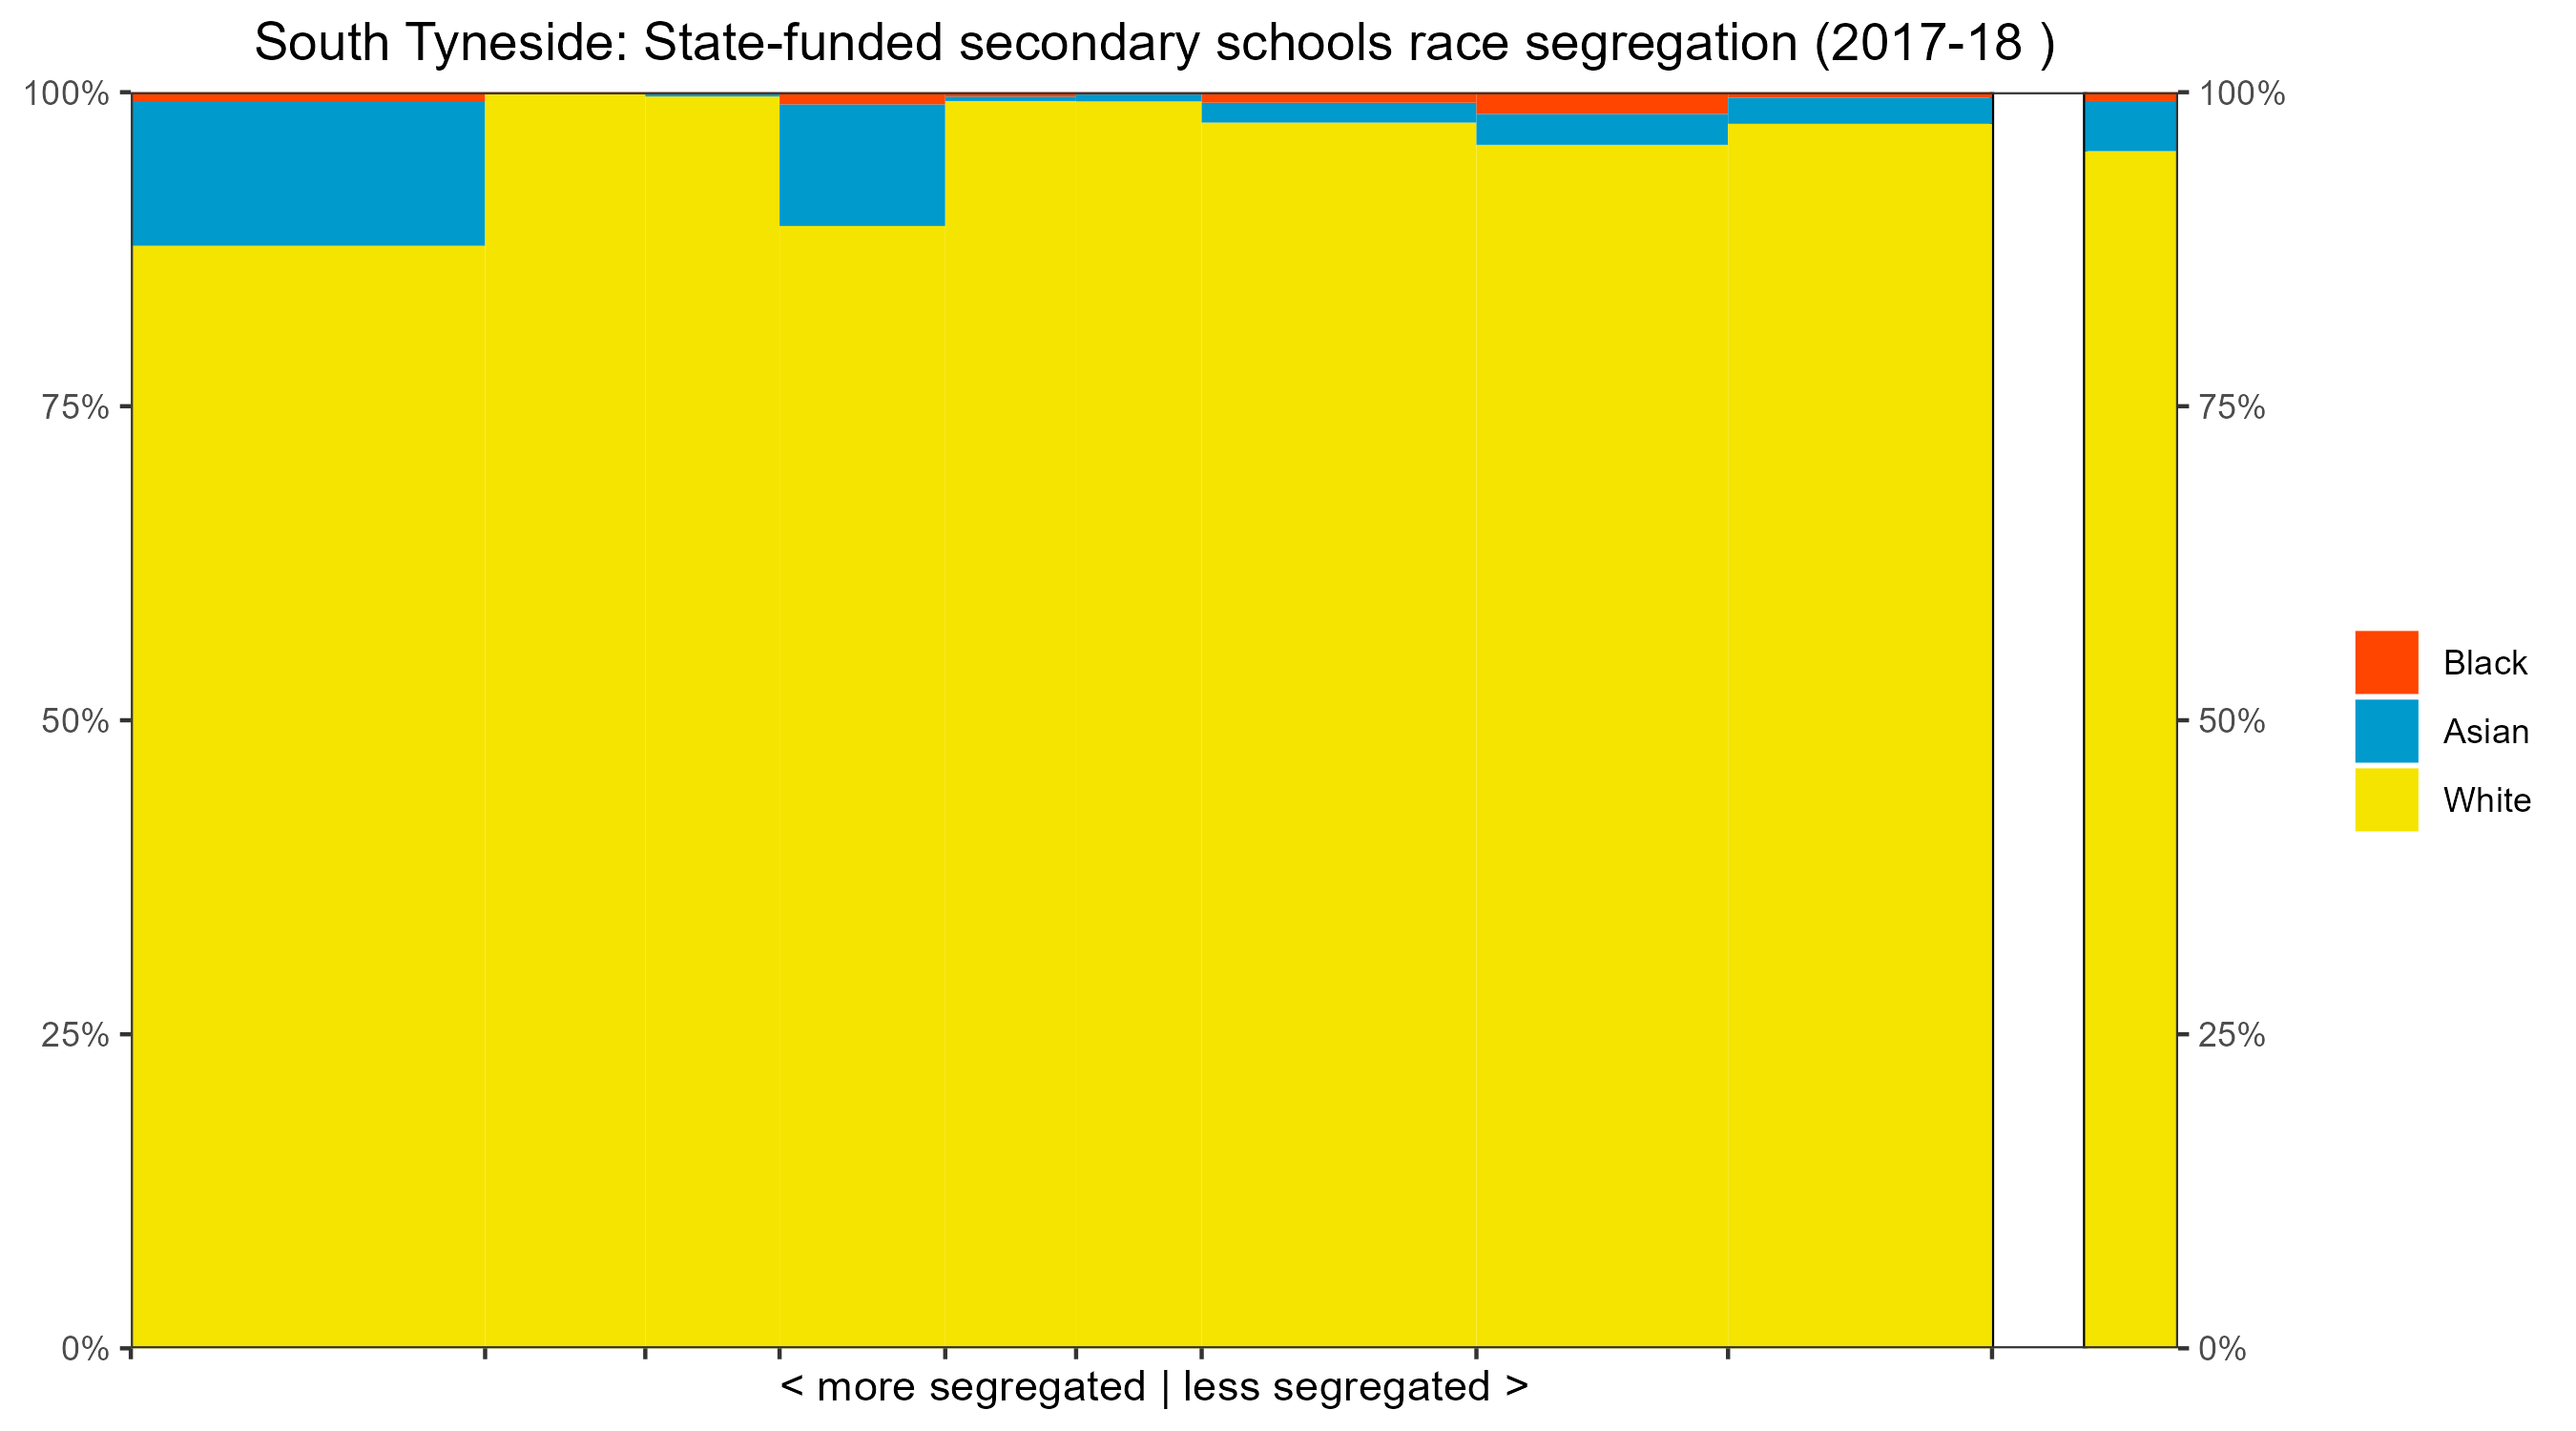 South Tyneside: State-funded secondary schools race segregation (2017-18 )
100%
75%
50%
25%
0%
100%
75%
50%
25%
0%
Black
Asian
White
< more segregated | less segregated >